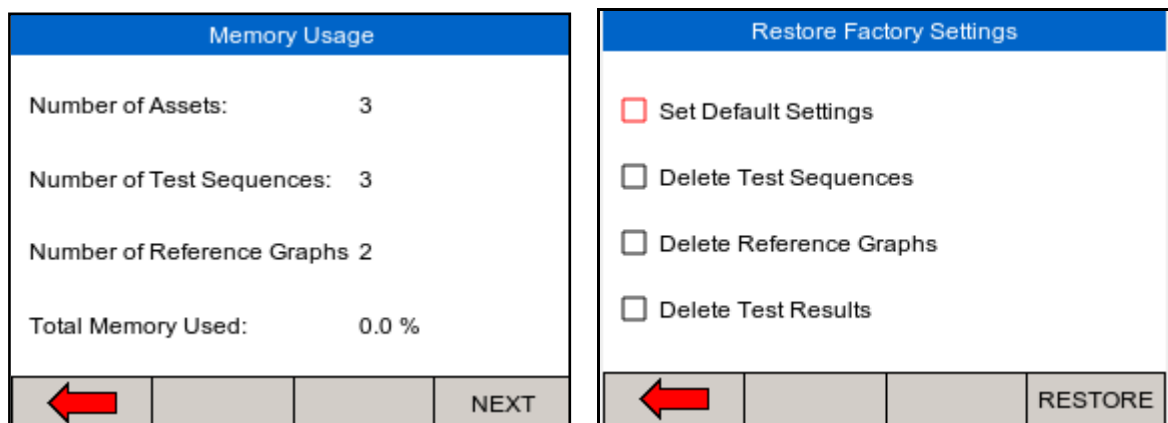 Memory Usage
Number of Assets: 3
Number of Test Sequences: 3
Number of Reference Graphs 2
Total Memory Used: 0.0 %
NEXT
Restore Factory Settings
Set Default Settings
Delete Test Sequences
Delete Reference Graphs
Delete Test Results
RESTORE